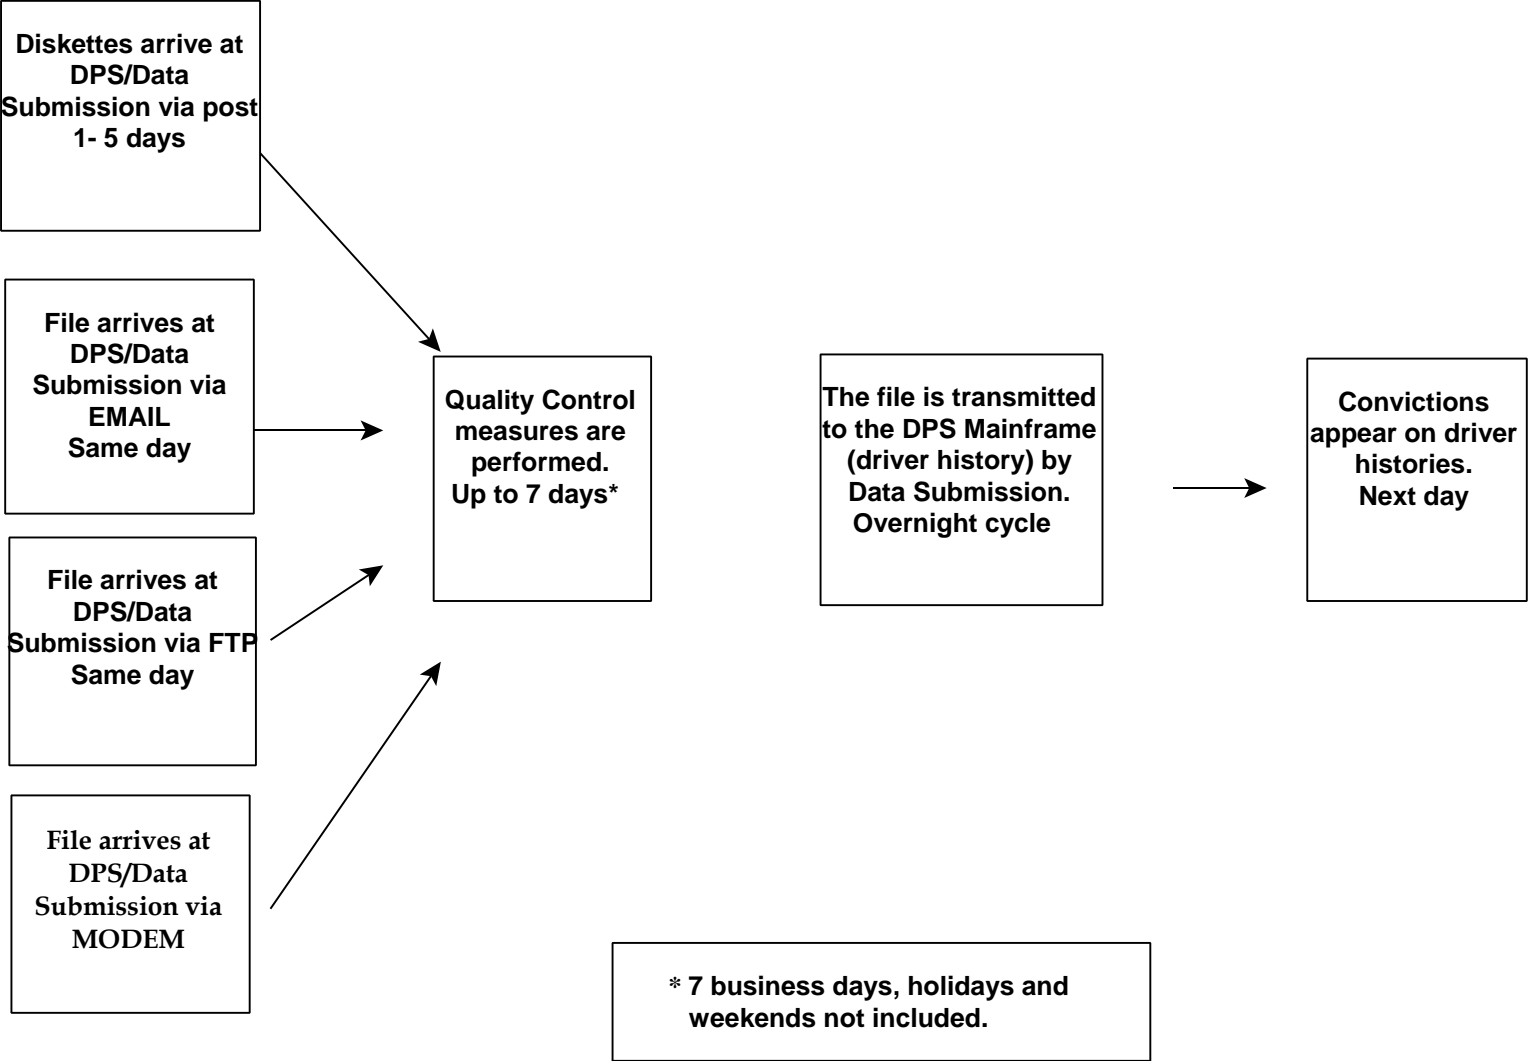 Diskettes arrive at
DPS/Data
Submission via post
1- 5 days
File arrives at
DPS/Data
Submission via
EMAIL
Same day
File arrives at
DPS/Data
Submission via FTP
Same day
File arrives at
DPS/Data
Submission via
MODEM
Quality Control
measures are
performed.
Up to 7 days*
The file is transmitted
to the DPS Mainframe
(driver history) by
Data Submission.
Overnight cycle
Convictions
appear on driver
histories.
Next day
* 7 business days, holidays and
weekends not included.